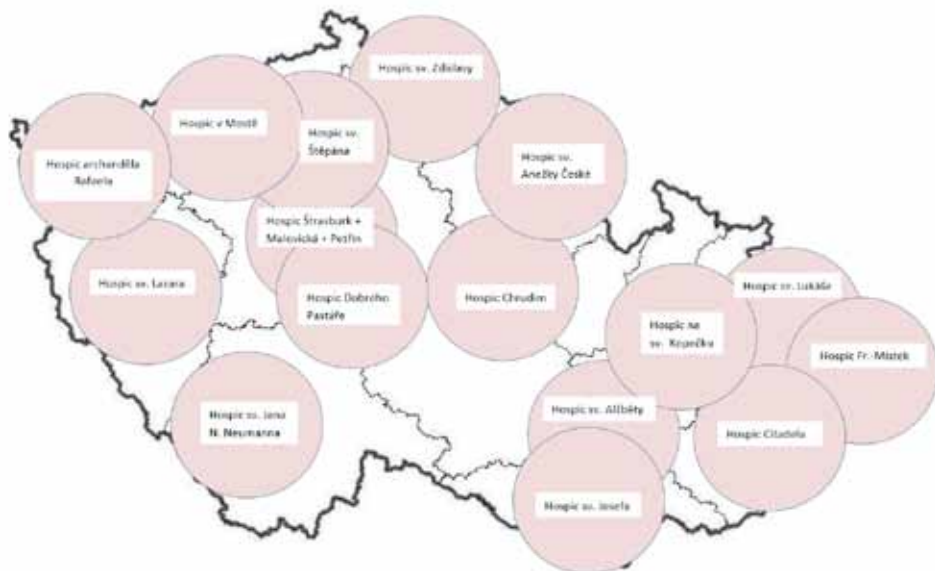 Hospic sv. Zdislavy
Hospic v Mostě
Hospic sv.
Štěpána
Hospic archanděla
Rafaela
Hospic sv.
Anežky České
Hospic Štrasburk +
Malovická + Petřín
Hospic sv. Lazara
Hospic Dobrého
Pastýře
Hospic Chrudim
Hospic sv. Lukáše
Hospic na
sv. Kopečku
Hospic Fr.-Místek
Hospic sv. Jana
N. Neumanna
Hospic sv. Alžběty
Hospic Citadela
Hospic sv. Josefa